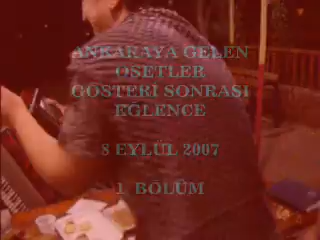 ANKARAYA GELEN
OSETLER
GÖSTERİ SONRASI
EĞLENCE
8 EYLÜL 2007
1. BÖLÜM